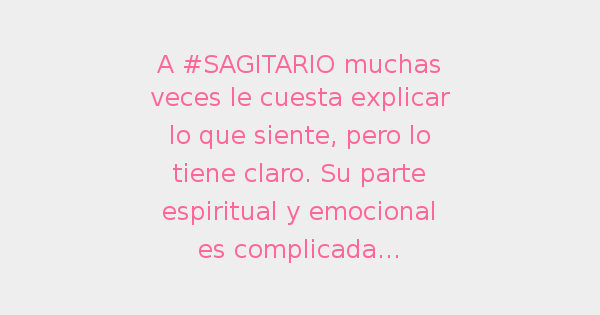 A #SAGITARIO muchas
veces le cuesta explicar
lo que siente, pero lo
tiene claro. Su parte
espiritual y emocional
es complicada...